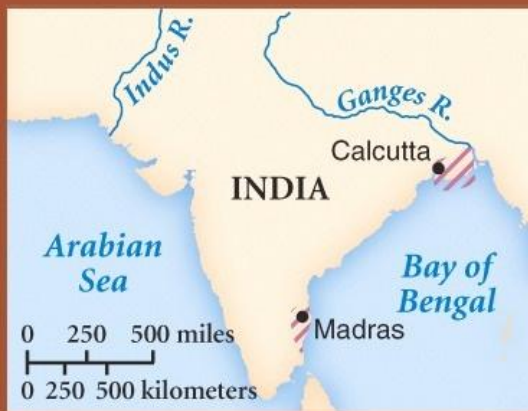 Indus R.
Ganges R.
Calcutta
INDIA
Arabian
Sea
Bay of
Bengal
Madras
0 250 500 miles
0 250 500 kilometers